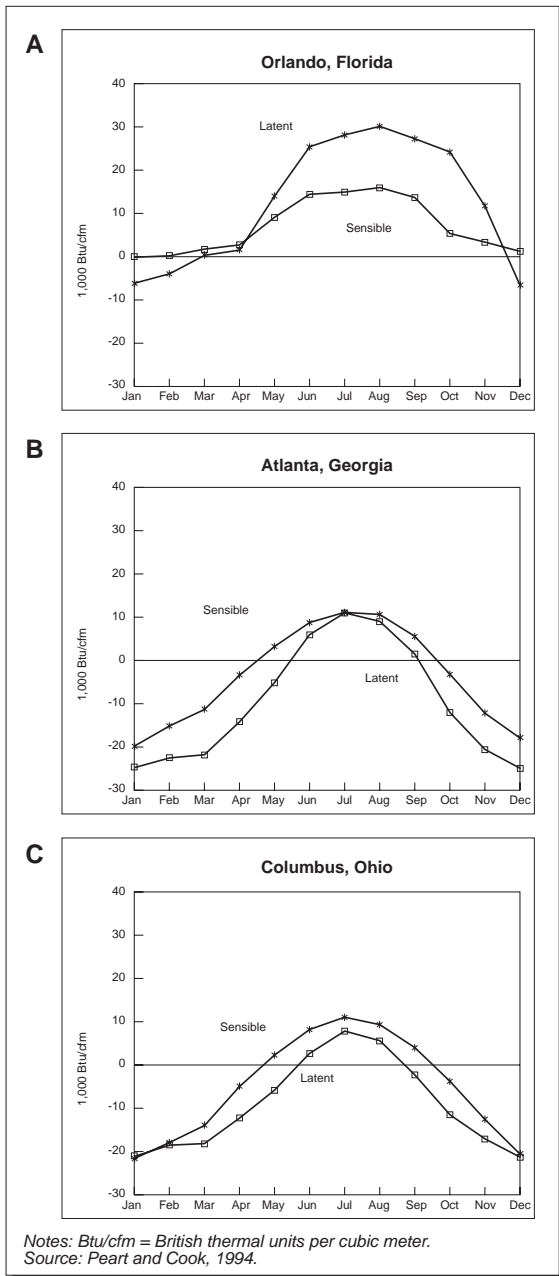 A
Orlando, Florida
40
30
20
10
0
-10
-20
-30
1,000 Btu/cfm
Latent
Sensible
Jan Feb Mar Apr May Jun Jul Aug Sep Oct Nov Dec
B
Atlanta, Georgia
40
30
20
10
0
-10
-20
-30
1,000 Btu/cfm
Sensible
Latent
Jan Feb Mar Apr May Jun Jul Aug Sep Oct Nov Dec
C
Columbus, Ohio
40
30
20
10
0
-10
-20
-30
1,000 Btu/cfm
Sensible
Latent
Jan Feb Mar Apr May Jun Jul Aug Sep Oct Nov Dec
Notes: Btu/cfm = British thermal units per cubic meter.
Source: Peart and Cook, 1994.